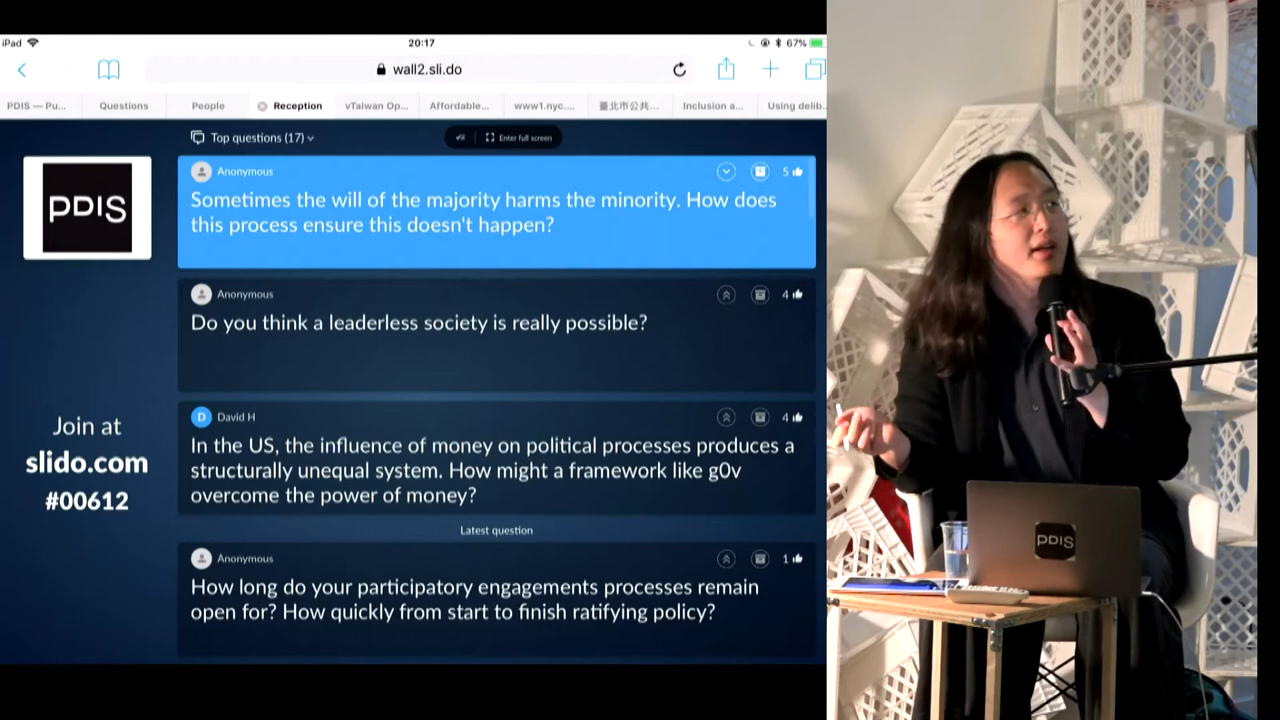 iPad
20:17
67%
wall2.sli.do
PDIS — Pu...
Questions
People
Reception
vTaiwan Op...
Affordable...
www1.nyc....
臺北市公共...
Inclusion a...
Using delib..
Top questions (17)
Enter full screen
PDIS
Anonymous
5
Sometimes the will of the majority harms the minority. How does
this process ensure this doesn't happen?
Anonymous
4
Do you think a leaderless society is really possible?
Join at
slido.com
#00612
D David H
4
In the US, the influence of money on political processes produces a
structurally unequal system. How might a framework like g0v
overcome the power of money?
Latest question
Anonymous
1
How long do your participatory engagements processes remain
open for? How quickly from start to finish ratifying policy?
PDIS